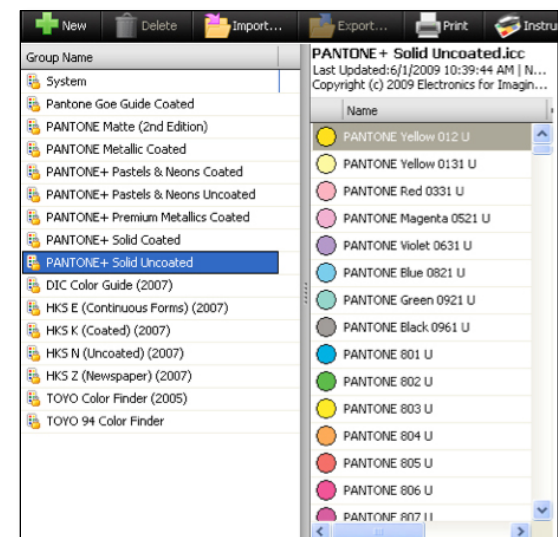 New Delete Import... Export... Print Instru
Group Name
System
Pantone Goe Guide Coated
PANTONE Matte (2nd Edition)
PANTONE Metallic Coated
PANTONE+ Pastels & Neons Coated
PANTONE+ Pastels & Neons Uncoated
PANTONE+ Premium Metallics Coated
PANTONE+ Solid Coated
PANTONE+ Solid Uncoated
DIC Color Guide (2007)
HKS E (Continuous Forms) (2007)
HKS K (Coated) (2007)
HKS N (Uncoated) (2007)
HKS Z (Newspaper) (2007)
TOYO Color Finder (2005)
TOYO 94 Color Finder
PANTONE+ Solid Uncoated.icc
Last Updated:6/1/2009 10:39:44 AM | N...
Copyright (c) 2009 Electronics for Imagin...
Name
PANTONE Yellow 012 U
PANTONE Yellow 0131 U
PANTONE Red 0331 U
PANTONE Magenta 0521 U
PANTONE Violet 0631 U
PANTONE Blue 0821 U
PANTONE Green 0921 U
PANTONE Black 0961 U
PANTONE 801 U
PANTONE 802 U
PANTONE 803 U
PANTONE 804 U
PANTONE 805 U
PANTONE 806 U
PANTONE 807 U